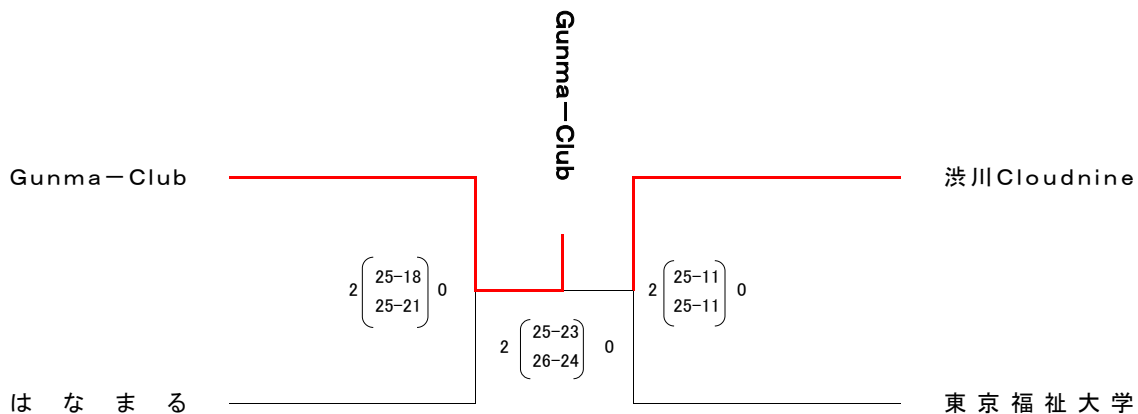 Gunma－Club
Gunma－Club
渋川Cloudnine
2 25-18 0
25-21
2 25-11 0
25-11
2 25-23 0
26-24
はなまる
東京福祉大学